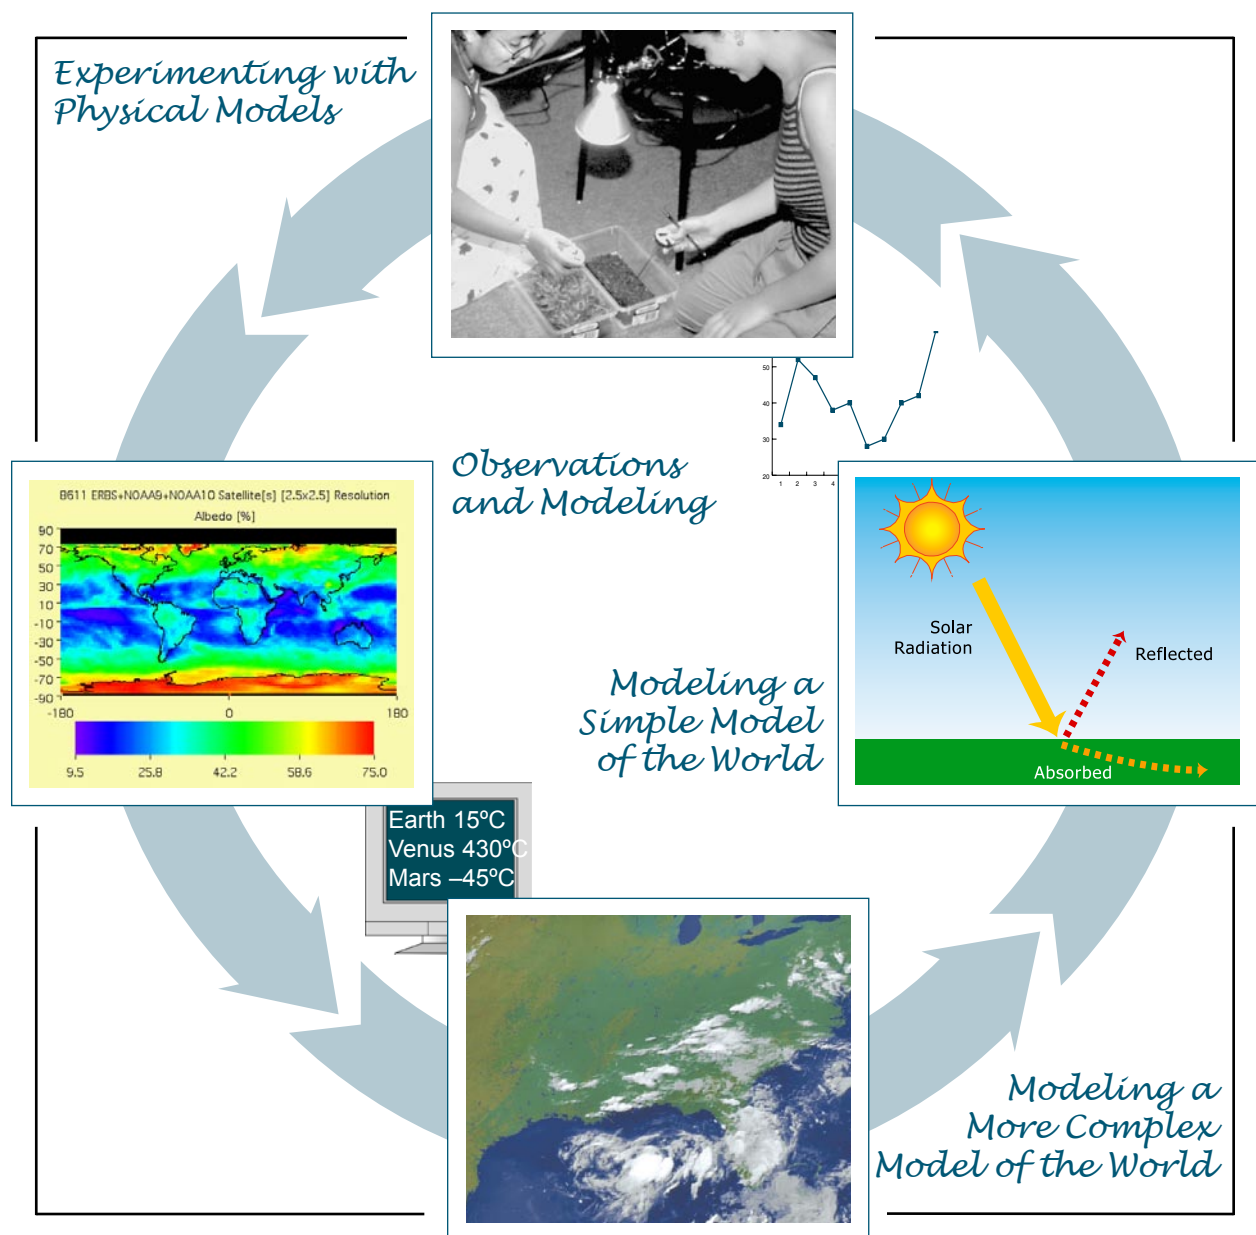 Experimenting with
Physical Models
50
40
30
20
1
2
3
4
Observations
and Modeling
8611 ERBS+NOAA9+NOAA10 Satellite[s] [2.5x2.5] Resolution
Albedo [%]
90
70
50
30
10
-10
-30
-50
-70
-90
-180
0
180
9.5
25.8
42.2
58.6
75.0
Solar
Radiation
Reflected
Absorbed
Modeling a
Simple Model
of the World
Earth 15ºC
Venus 430ºC
Mars –45ºC
Modeling a
More Complex
Model of the World